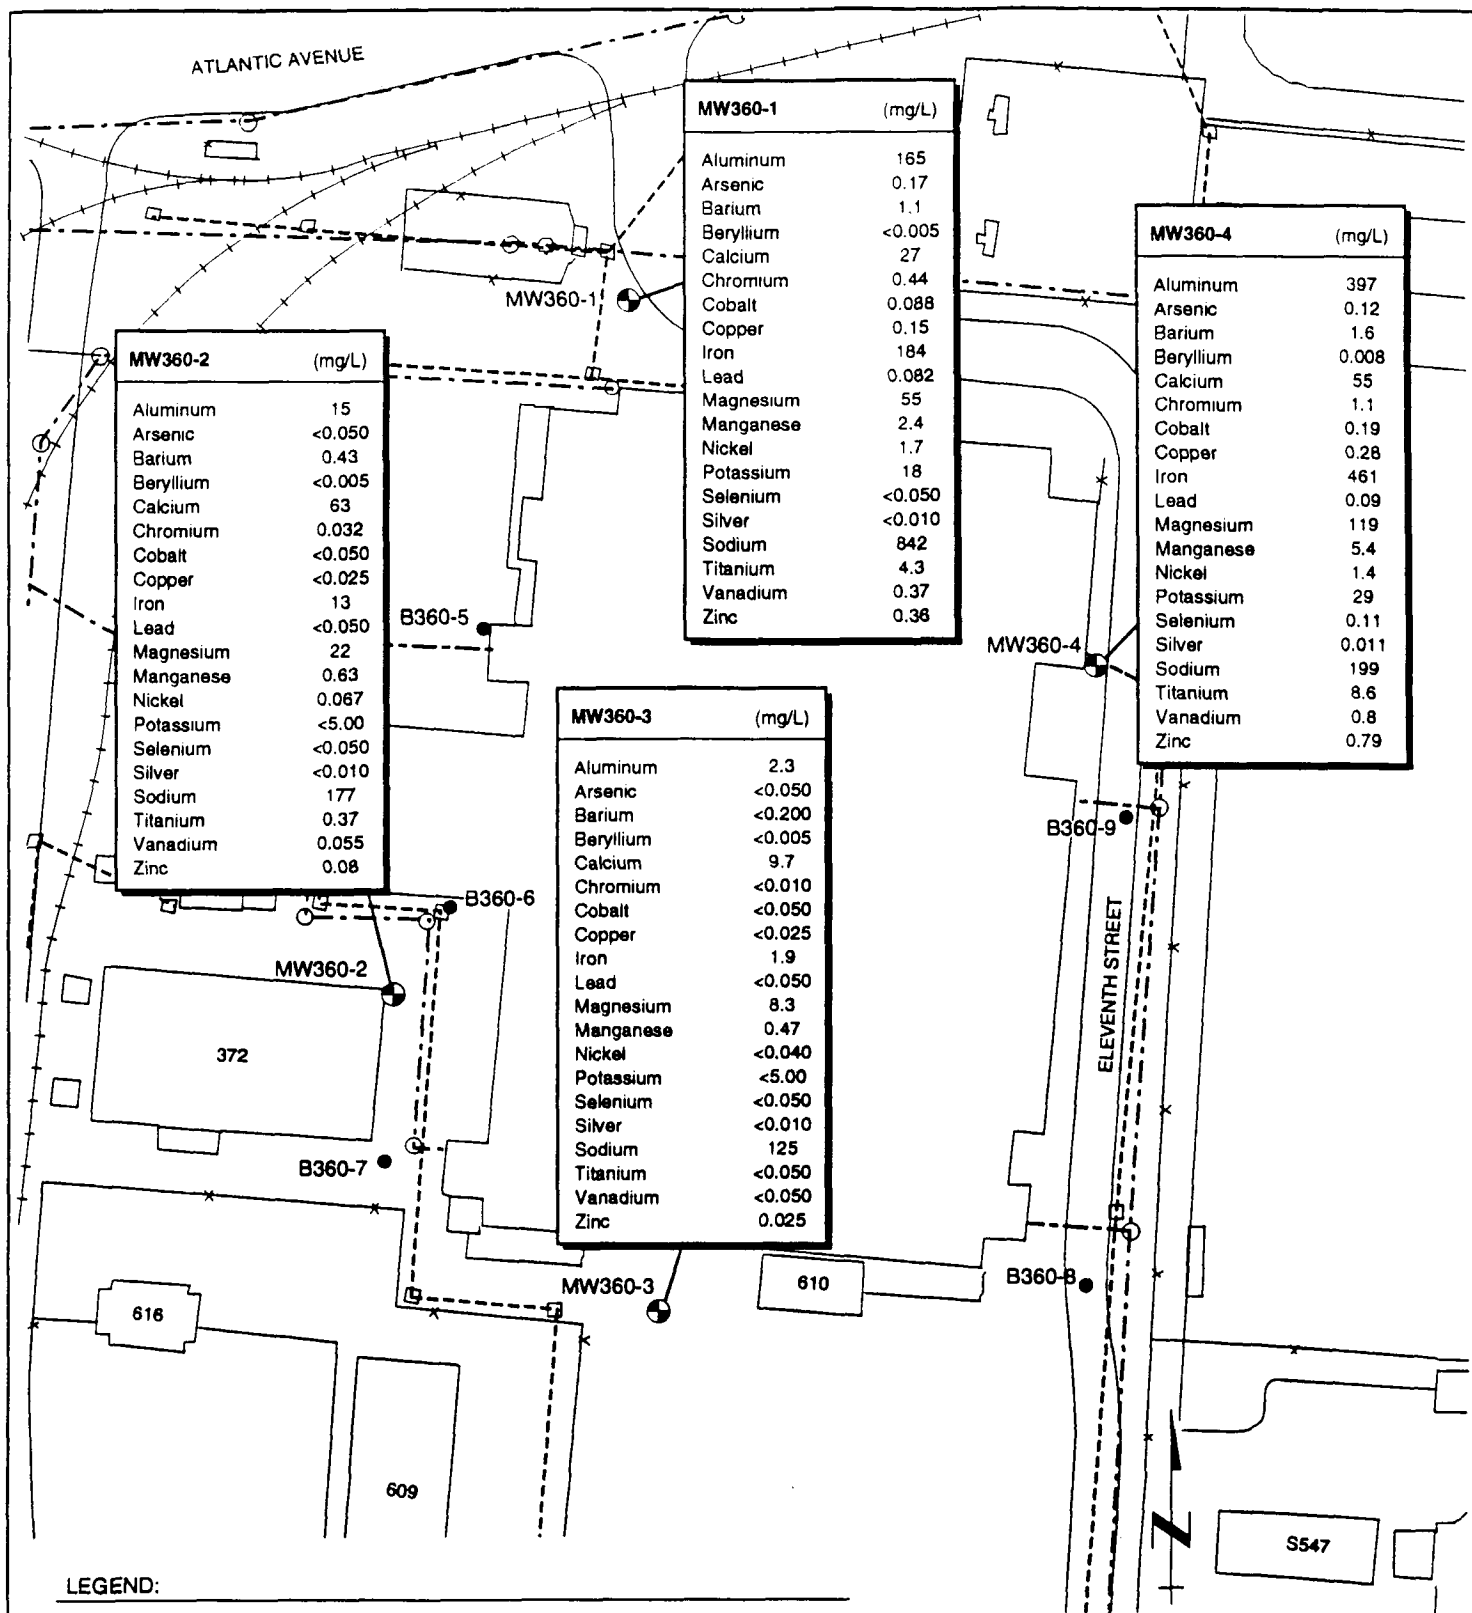 ATLANTIC AVENUE
MW360-1 (mg/L)
Aluminum 165
Arsenic 0.17
Barium 1.1
Beryllium <0.005
Calcium 27
Chromium 0.44
Cobalt 0.088
Copper 0.15
Iron 184
Lead 0.082
Magnesium 55
Manganese 2.4
Nickel 1.7
Potassium 18
Selenium <0.050
Silver <0.010
Sodium 842
Titanium 4.3
Vanadium 0.37
Zinc 0.36
MW360-4 (mg/L)
Aluminum 397
Arsenic 0.12
Barium 1.6
Beryllium 0.008
Calcium 55
Chromium 1.1
Cobalt 0.19
Copper 0.28
Iron 461
Lead 0.09
Magnesium 119
Manganese 5.4
Nickel 1.4
Potassium 29
Selenium 0.11
Silver 0.011
Sodium 199
Titanium 8.6
Vanadium 0.8
Zinc 0.79
MW360-1
MW360-2 (mg/L)
Aluminum 15
Arsenic <0.050
Barium 0.43
Beryllium <0.005
Calcium 63
Chromium 0.032
Cobalt <0.050
Copper <0.025
Iron 13
Lead <0.050
Magnesium 22
Manganese 0.63
Nickel 0.067
Potassium <5.00
Selenium <0.050
Silver <0.010
Sodium 177
Titanium 0.37
Vanadium 0.055
Zinc 0.08
B360-5
MW360-4
MW360-3 (mg/L)
Aluminum 2.3
Arsenic <0.050
Barium <0.200
Beryllium <0.005
Calcium 9.7
Chromium <0.010
Cobalt <0.050
Copper <0.025
Iron 1.9
Lead <0.050
Magnesium 8.3
Manganese 0.47
Nickel <0.040
Potassium <5.00
Selenium <0.050
Silver <0.010
Sodium 125
Titanium <0.050
Vanadium <0.050
Zinc 0.025
B360-9
B360-6
MW360-2
ELEVENTH STREET
372
B360-7
MW360-3
610
B360-8
616
609
N
S547
LEGEND: